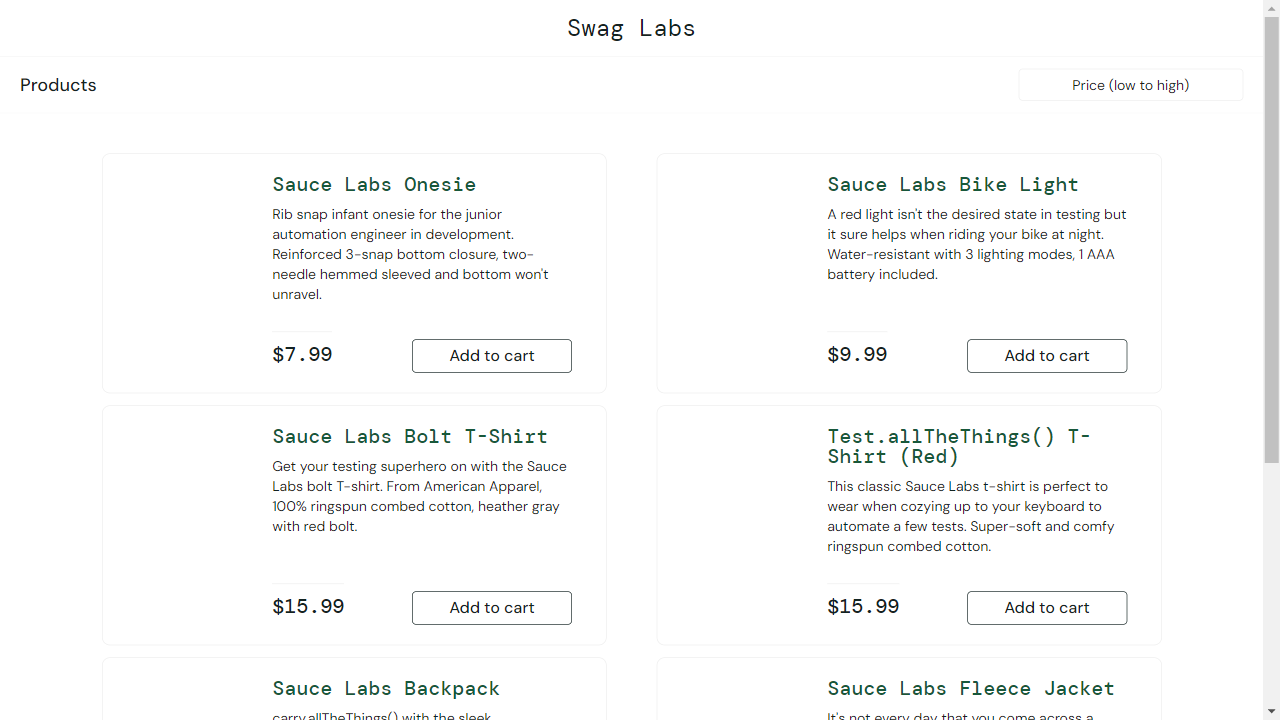 Swag Labs
Products
Price (low to high)
Sauce Labs Onesie
Rib snap infant onesie for the junior
automation engineer in development.
Reinforced 3-snap bottom closure, two-
needle hemmed sleeved and bottom won't
unravel.
$7.99
Add to cart
Sauce Labs Bike Light
A red light isn't the desired state in testing but
it sure helps when riding your bike at night.
Water-resistant with 3 lighting modes, 1 AAA
battery included.
$9.99
Add to cart
Sauce Labs Bolt T-Shirt
Get your testing superhero on with the Sauce
Labs bolt T-shirt. From American Apparel,
100% ringspun combed cotton, heather gray
with red bolt.
$15.99
Add to cart
Test.allTheThings() T-
Shirt (Red)
This classic Sauce Labs t-shirt is perfect to
wear when cozying up to your keyboard to
automate a few tests. Super-soft and comfy
ringspun combed cotton.
$15.99
Add to cart
Sauce Labs Backpack
carry.allTheThings() with the sleek,
Sauce Labs Fleece Jacket
It's not every day that you come across a